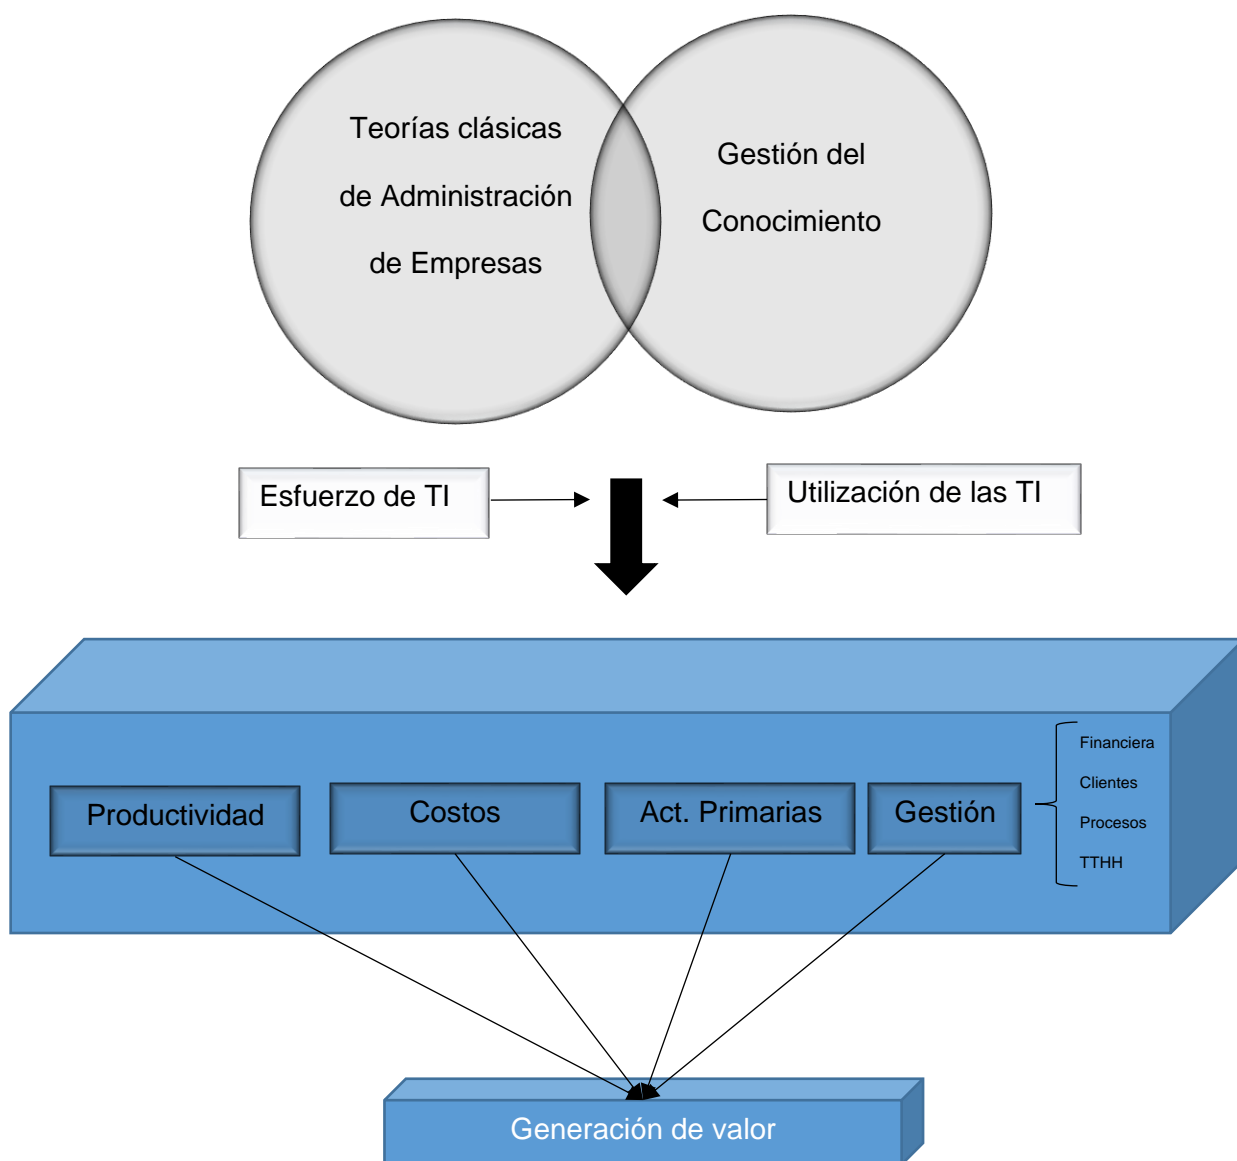 Teorías clásicas
de Administración
de Empresas
Gestión del
Conocimiento
Esfuerzo de TI
Utilización de las TI
Productividad
Costos
Act. Primarias
Gestión
Financiera
Clientes
Procesos
TTHH
Generación de valor